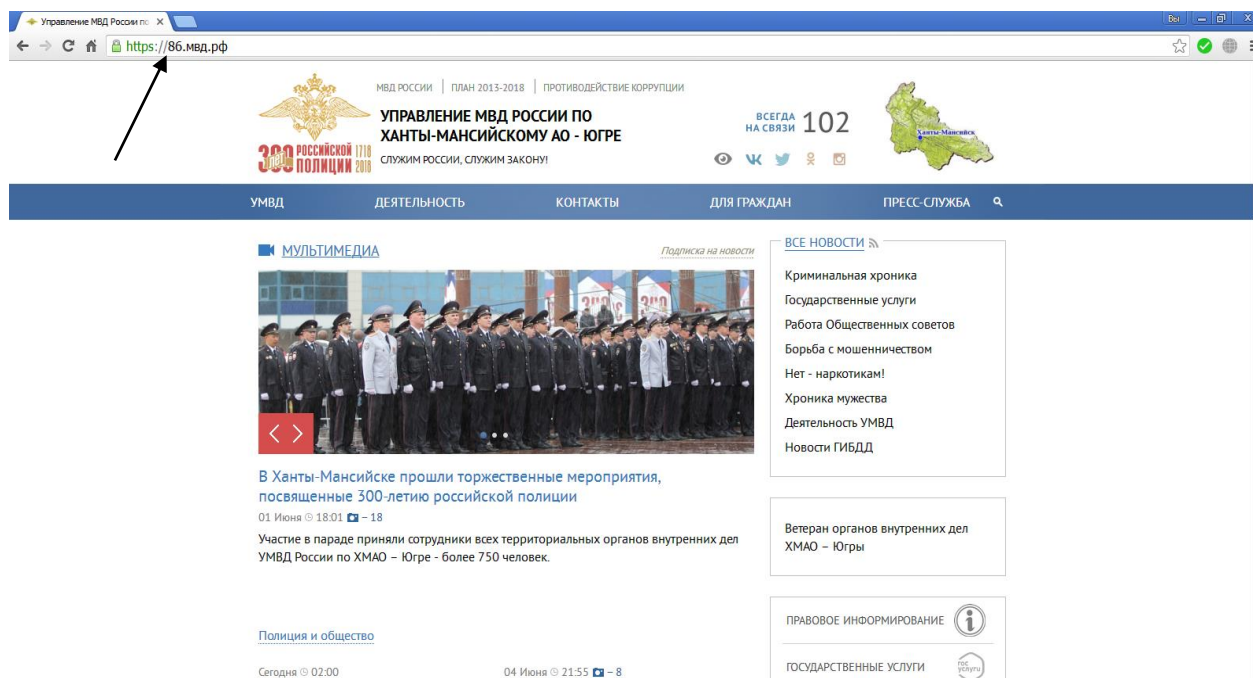 Управление МВД России по
Вы
https://86.мвд.рф
МВД РОССИИ | ПЛАН 2013-2018 | ПРОТИВОДЕЙСТВИЕ КОРРУПЦИИ
УПРАВЛЕНИЕ МВД РОССИИ ПО
ХАНТЫ-МАНСИЙСКОМУ АО - ЮГРЕ
СЛУЖИМ РОССИИ, СЛУЖИМ ЗАКОНУ!
300 лет РОССИЙСКОЙ ПОЛИЦИИ 1718 2018
ВСЕГДА НА СВЯЗИ 102
Ханты-Мансийск
УМВД ДЕЯТЕЛЬНОСТЬ КОНТАКТЫ ДЛЯ ГРАЖДАН ПРЕСС-СЛУЖБА
МУЛЬТИМЕДИА
Подписка на новости
В Ханты-Мансийске прошли торжественные мероприятия,
посвященные 300-летию российской полиции
01 Июня 18:01 – 18
Участие в параде приняли сотрудники всех территориальных органов внутренних дел
УМВД России по ХМАО – Югре - более 750 человек.
Полиция и общество
Сегодня 02:00
04 Июня 21:55 – 8
ВСЕ НОВОСТИ
Криминальная хроника
Государственные услуги
Работа Общественных советов
Борьба с мошенничеством
Нет - наркотикам!
Хроника мужества
Деятельность УМВД
Новости ГИБДД
Ветеран органов внутренних дел
ХМАО – Югры
ПРАВОВОЕ ИНФОРМИРОВАНИЕ
ГОСУДАРСТВЕННЫЕ УСЛУГИ
гос
услуги